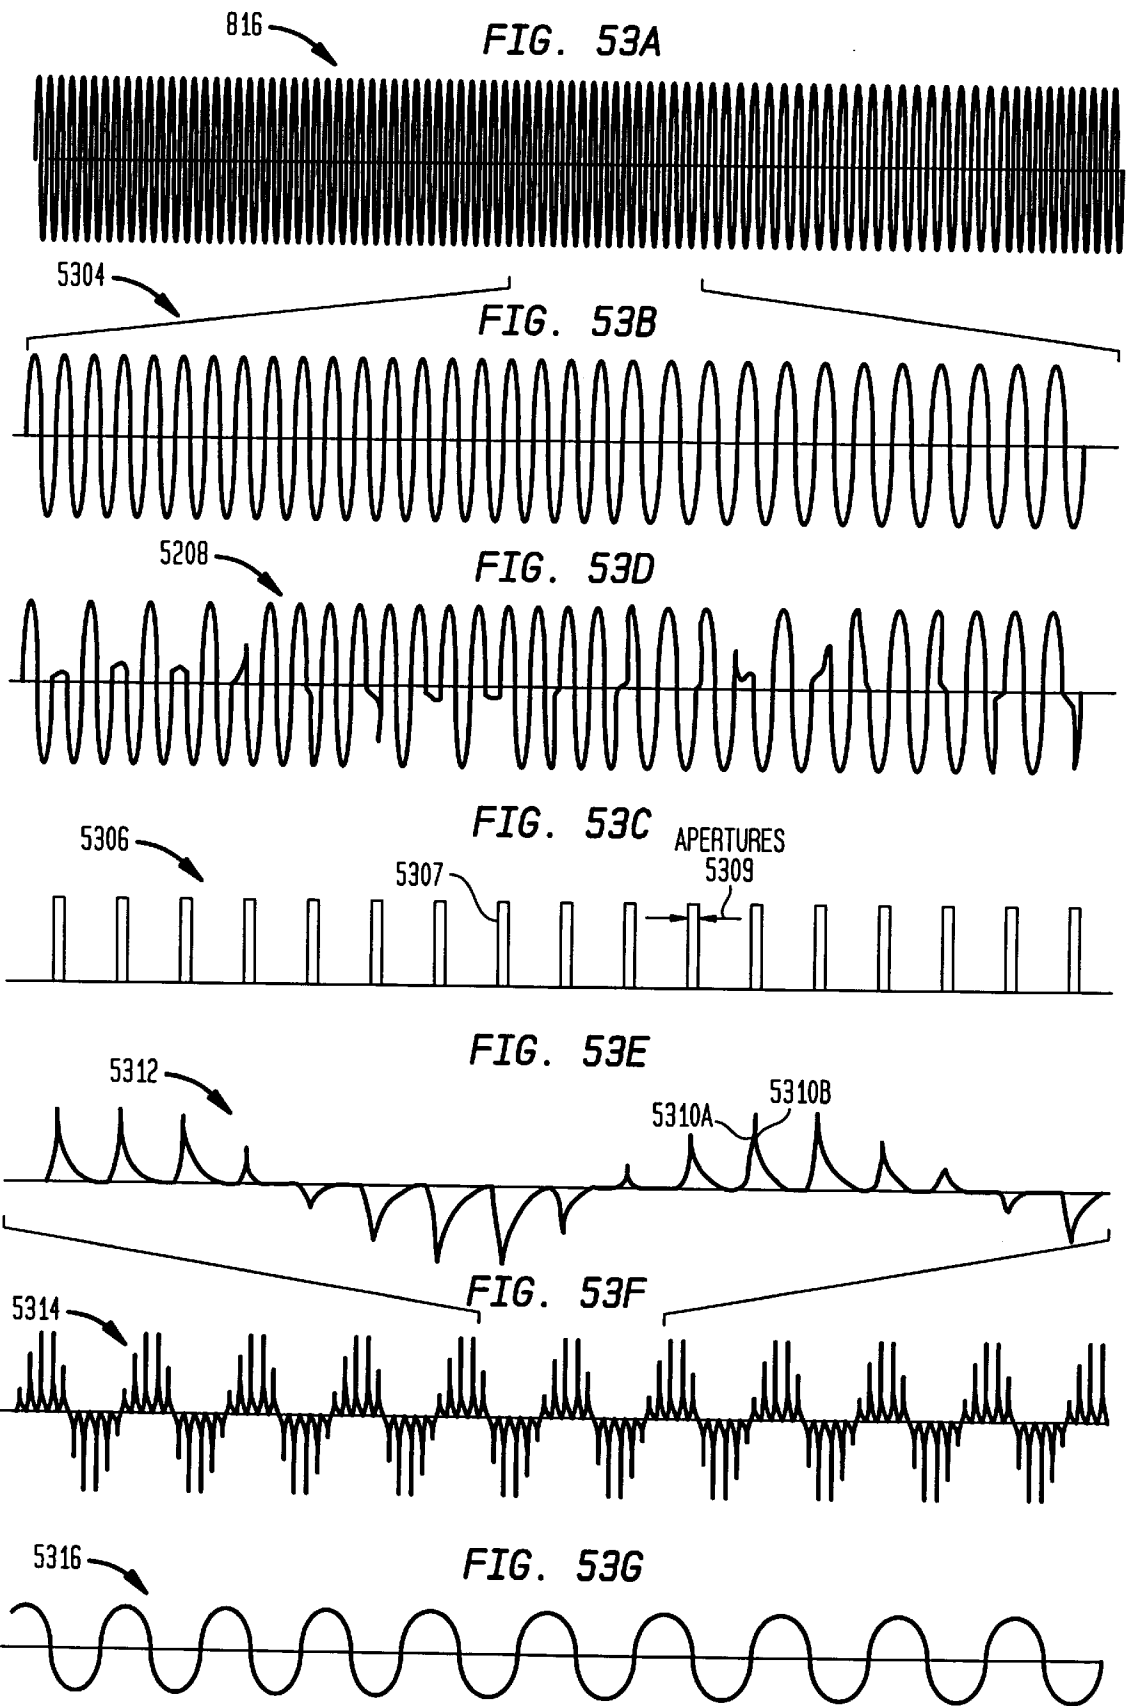 816
FIG. 53A
5304
FIG. 53B
5208
FIG. 53D
FIG. 53C
5306
5307
APERTURES
5309
FIG. 53E
5312
5310A
5310B
FIG. 53F
5314
FIG. 53G
5316